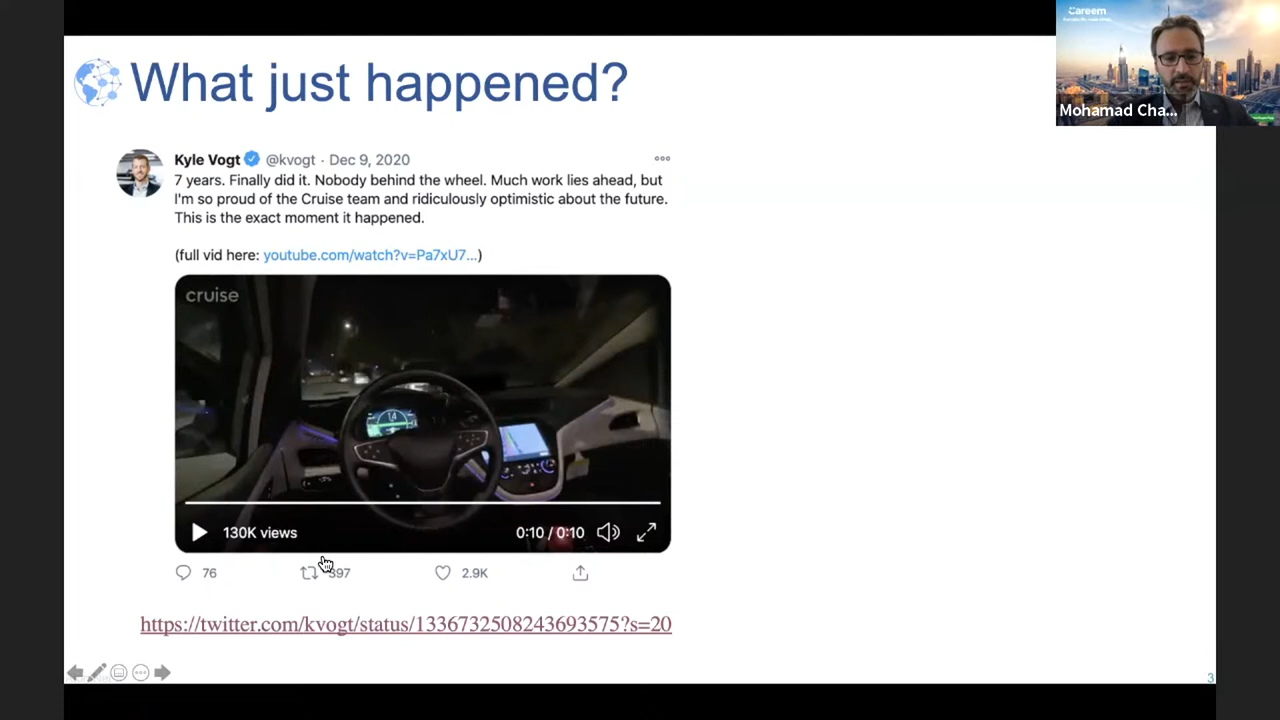 What just happened?
Careem
Mohamad Cha...
Kyle Vogt @kvogt · Dec 9, 2020
7 years. Finally did it. Nobody behind the wheel. Much work lies ahead, but
I'm so proud of the Cruise team and ridiculously optimistic about the future.
This is the exact moment it happened.
(full vid here: youtube.com/watch?v=Pa7xU7...)
cruise
14
130K views
0:10 / 0:10
76
397
2.9K
https://twitter.com/kvogt/status/1336732508243693575?s=20
3